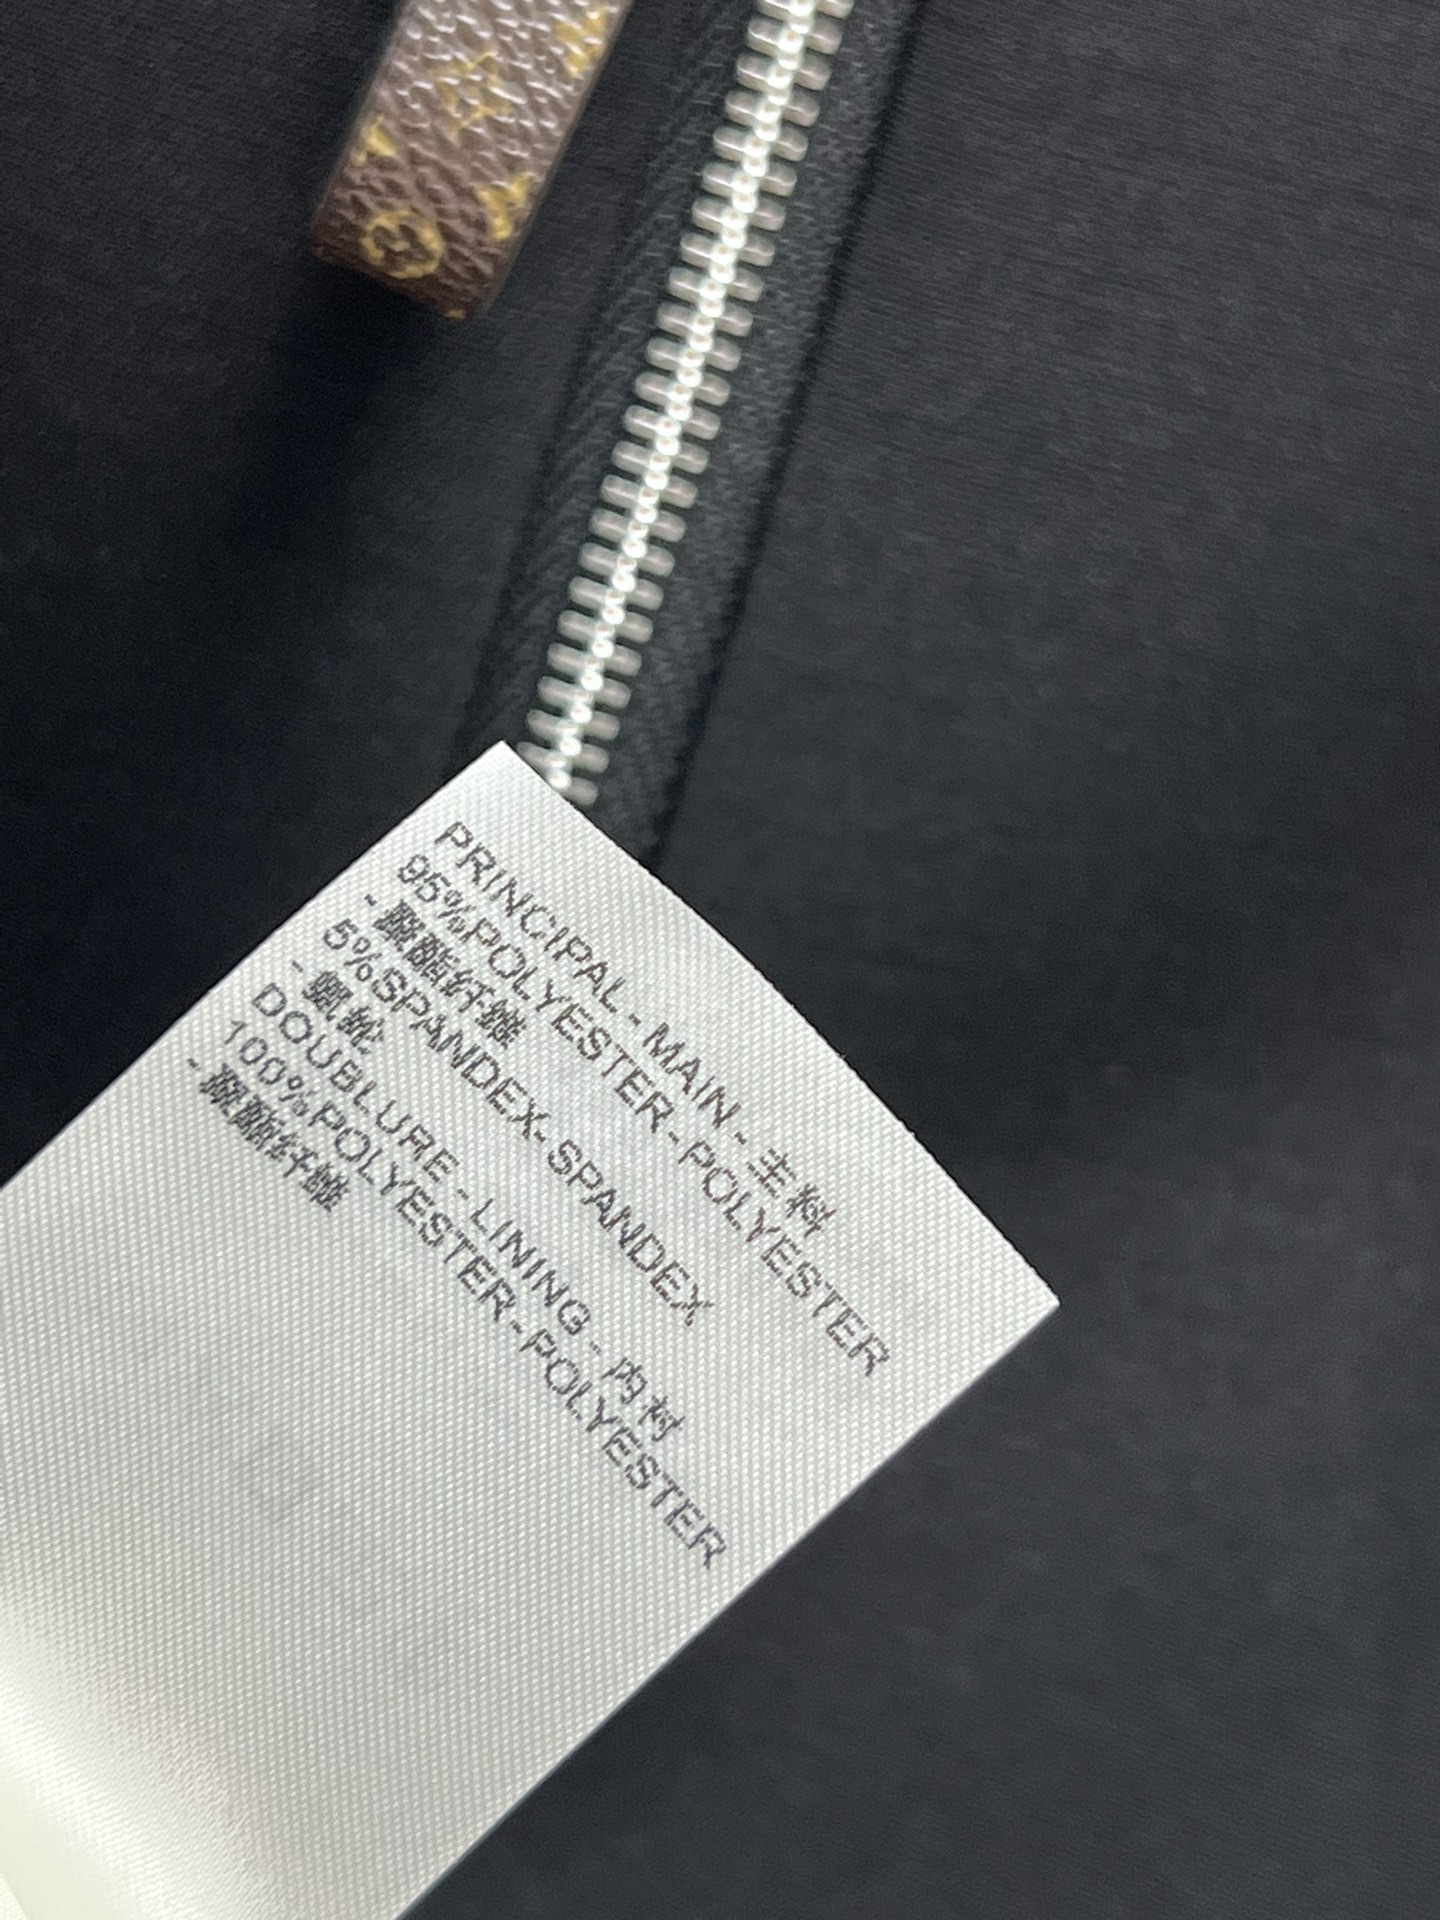 PRINCIPAL - MAIN - 主料
95%POLYESTER-POLYESTER
- 聚酯纤维
5%SPANDEX-SPANDEX
- 氨纶
DOUBLURE - LINING - 内衬
100%POLYESTER-POLYESTER
- 聚酯纤维